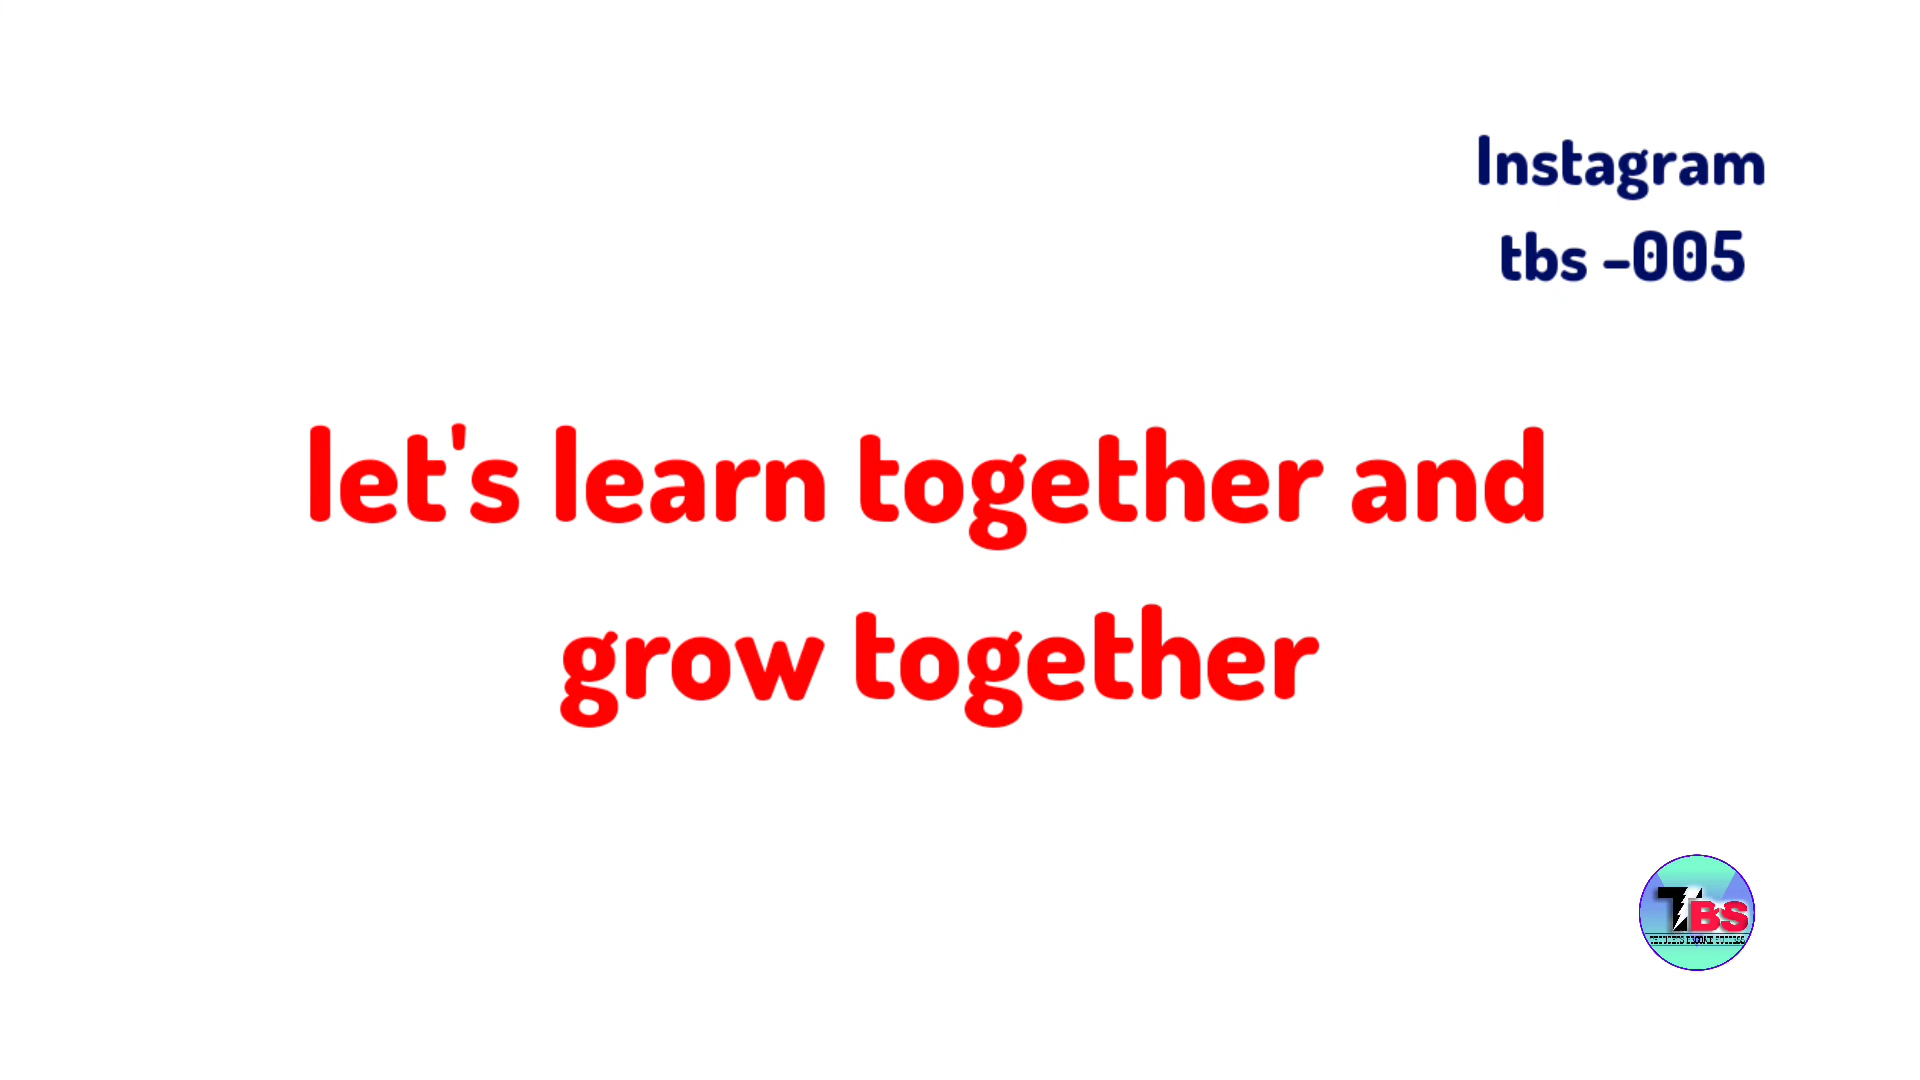 Instagram
tbs -005
let's learn together and
grow together
TBS